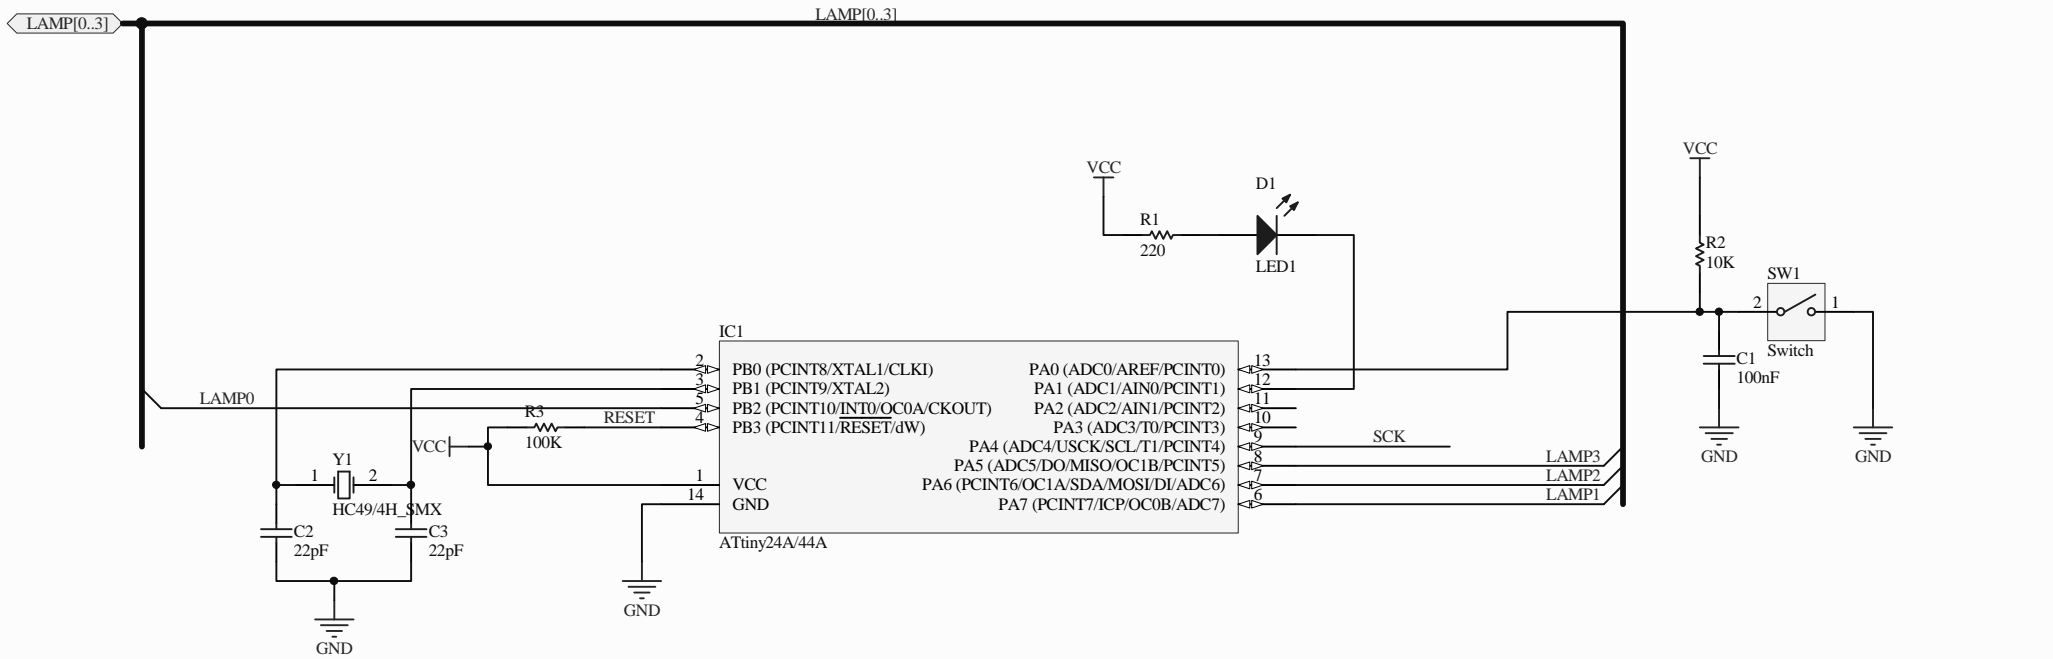 LAMP[0..3]
LAMP[0..3]
VCC
VCC
D1
R1
220
LED1
R2
10K
SW1
2
1
Switch
C1
100nF
GND
GND
IC1
2
PB0 (PCINT8/XTAL1/CLKI)
PA0 (ADC0/AREF/PCINT0)
13
3
PB1 (PCINT9/XTAL2)
PA1 (ADC1/AIN0/PCINT1)
12
LAMP0
5
PB2 (PCINT10/INT0/OC0A/CKOUT)
PA2 (ADC2/AIN1/PCINT2)
11
R3
100K
RESET
4
PB3 (PCINT11/RESET/dW)
PA3 (ADC3/T0/PCINT3)
10
VCC
PA4 (ADC4/USCK/SCL/T1/PCINT4)
9
SCK
PA5 (ADC5/DO/MISO/OC1B/PCINT5)
8
LAMP3
1
VCC
PA6 (PCINT6/OC1A/SDA/MOSI/DI/ADC6)
7
LAMP2
14
GND
PA7 (PCINT7/ICP/OC0B/ADC7)
6
LAMP1
ATtiny24A/44A
Y1
1
2
HC49/4H_SMX
C2
22pF
C3
22pF
GND
GND